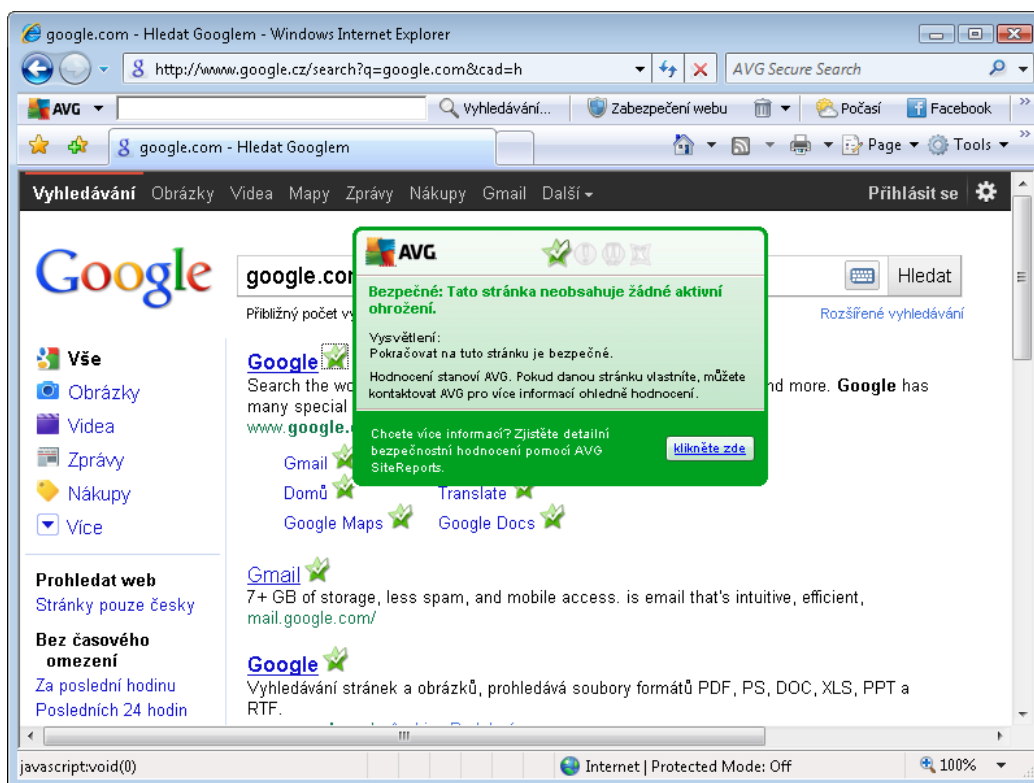 google.com - Hledat Googlem - Windows Internet Explorer
http://www.google.cz/search?q=google.com&cad=h
AVG Secure Search
AVG
Vyhledávání...
Zabezpečení webu
Počasí
Facebook
google.com - Hledat Googlem
Page
Tools
Vyhledávání Obrázky Videa Mapy Zprávy Nákupy Gmail Další
Přihlásit se
Google
google.co
Hledat
Přibližný počet
Rozšířené vyhledávání
AVG
Bezpečné: Tato stránka neobsahuje žádné aktivní
ohrožení.
Vysvětlení:
Pokračovat na tuto stránku je bezpečné.
Hodnocení stanoví AVG. Pokud danou stránku vlastníte, můžete
kontaktovat AVG pro více informací ohledně hodnocení.
Chcete více informací? Zjistěte detailní
bezpečnostní hodnocení pomocí AVG
SiteReports.
klikněte zde
Vše
Obrázky
Videa
Zprávy
Nákupy
Více
Prohledat web
Stránky pouze česky
Bez časového
omezení
Za poslední hodinu
Posledních 24 hodin
Google
Search the wo nd more. Google has
many special
www.google.
Gmail
Domů Translate
Google Maps Google Docs
Gmail
7+ GB of storage, less spam, and mobile access. is email that's intuitive, efficient,
mail.google.com/
Google
Vyhledávání stránek a obrázků, prohledává soubory formátů PDF, PS, DOC, XLS, PPT a
RTF.
javascript:void(0)
Internet | Protected Mode: Off
100%